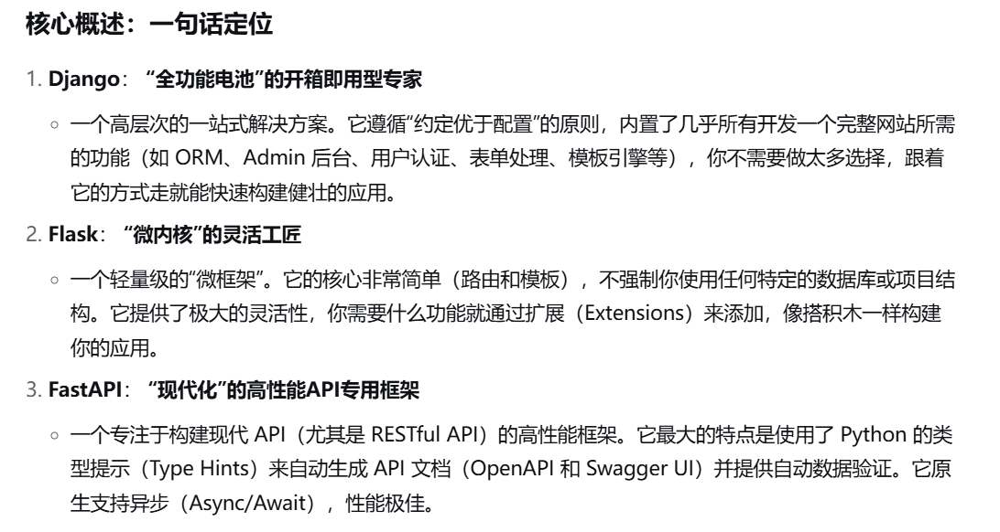 核心概述：一句话定位
1. Django： “全功能电池”的开箱即用型专家
○ 一个高层次的一站式解决方案。它遵循“约定优于配置”的原则，内置了几乎所有开发一个完整网站所需
的功能（如 ORM、Admin 后台、用户认证、表单处理、模板引擎等），你不需要做太多选择，跟着
它的方式走就能快速构建健壮的应用。
2. Flask： “微内核”的灵活工匠
○ 一个轻量级的“微框架”。它的核心非常简单（路由和模板），不强制你使用任何特定的数据库或项目结
构。它提供了极大的灵活性，你需要什么功能就通过扩展（Extensions）来添加，像搭积木一样构建
你的应用。
3. FastAPI： “现代化”的高性能API专用框架
○ 一个专注于构建现代 API（尤其是 RESTful API）的高性能框架。它最大的特点是使用了 Python 的类
型提示（Type Hints）来自动生成 API 文档（OpenAPI 和 Swagger UI）并提供自动数据验证。它原
生支持异步（Async/Await），性能极佳。